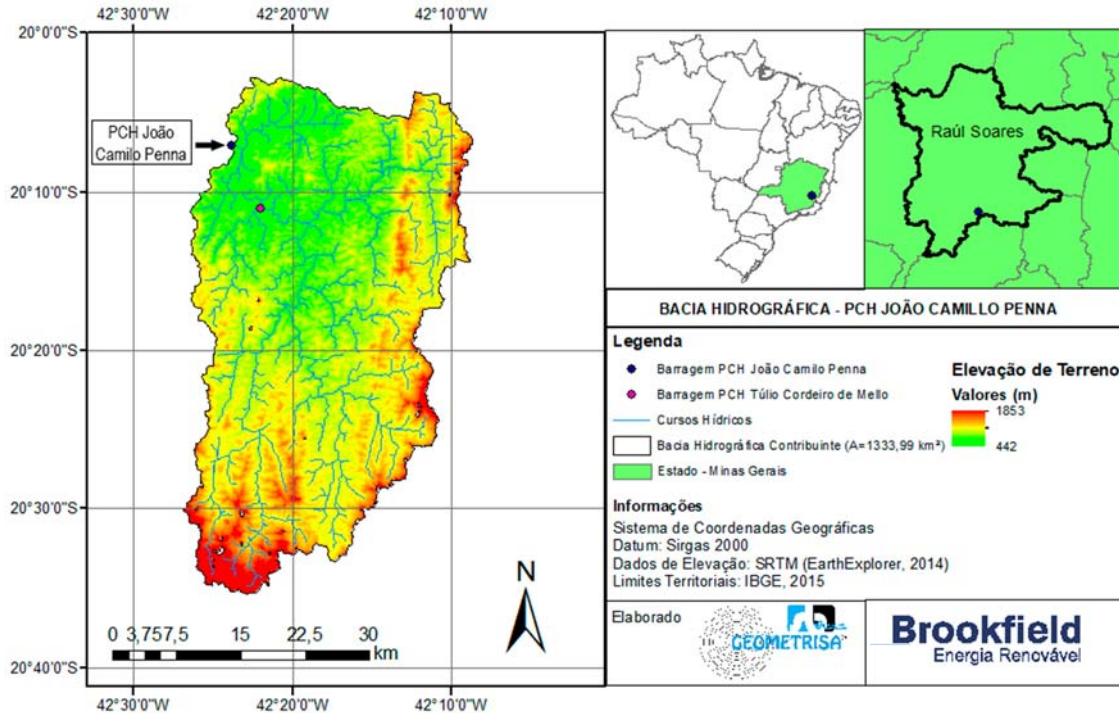 42°30'0"S
42°20'0"S
42°10'0"S
20°0'0"S
PCH João
Camilo Penna
20°10'0"S
20°20'0"S
20°30'0"S
20°40'0"S
N
0 3,75 7,5 15 22,5 30
km
42°30'0"S
42°20'0"S
42°10'0"S
Raúl Soares
BACIA HIDROGRÁFICA - PCH JOÃO CAMILLO PENNA
Legenda
Barragem PCH João Camilo Penna
Barragem PCH Túlio Cordeiro de Mello
Cursos Hídricos
Bacia Hidrográfica Contribuinte (A=1333,99 km²)
Estado - Minas Gerais
Elevação de Terreno
Valores (m)
1853
442
Informações
Sistema de Coordenadas Geográficas
Datum: Sirgas 2000
Dados de Elevação: SRTM (EarthExplorer, 2014)
Limites Territoriais: IBGE, 2015
Elaborado
GEOMETRISA
Brookfield
Energia Renovável